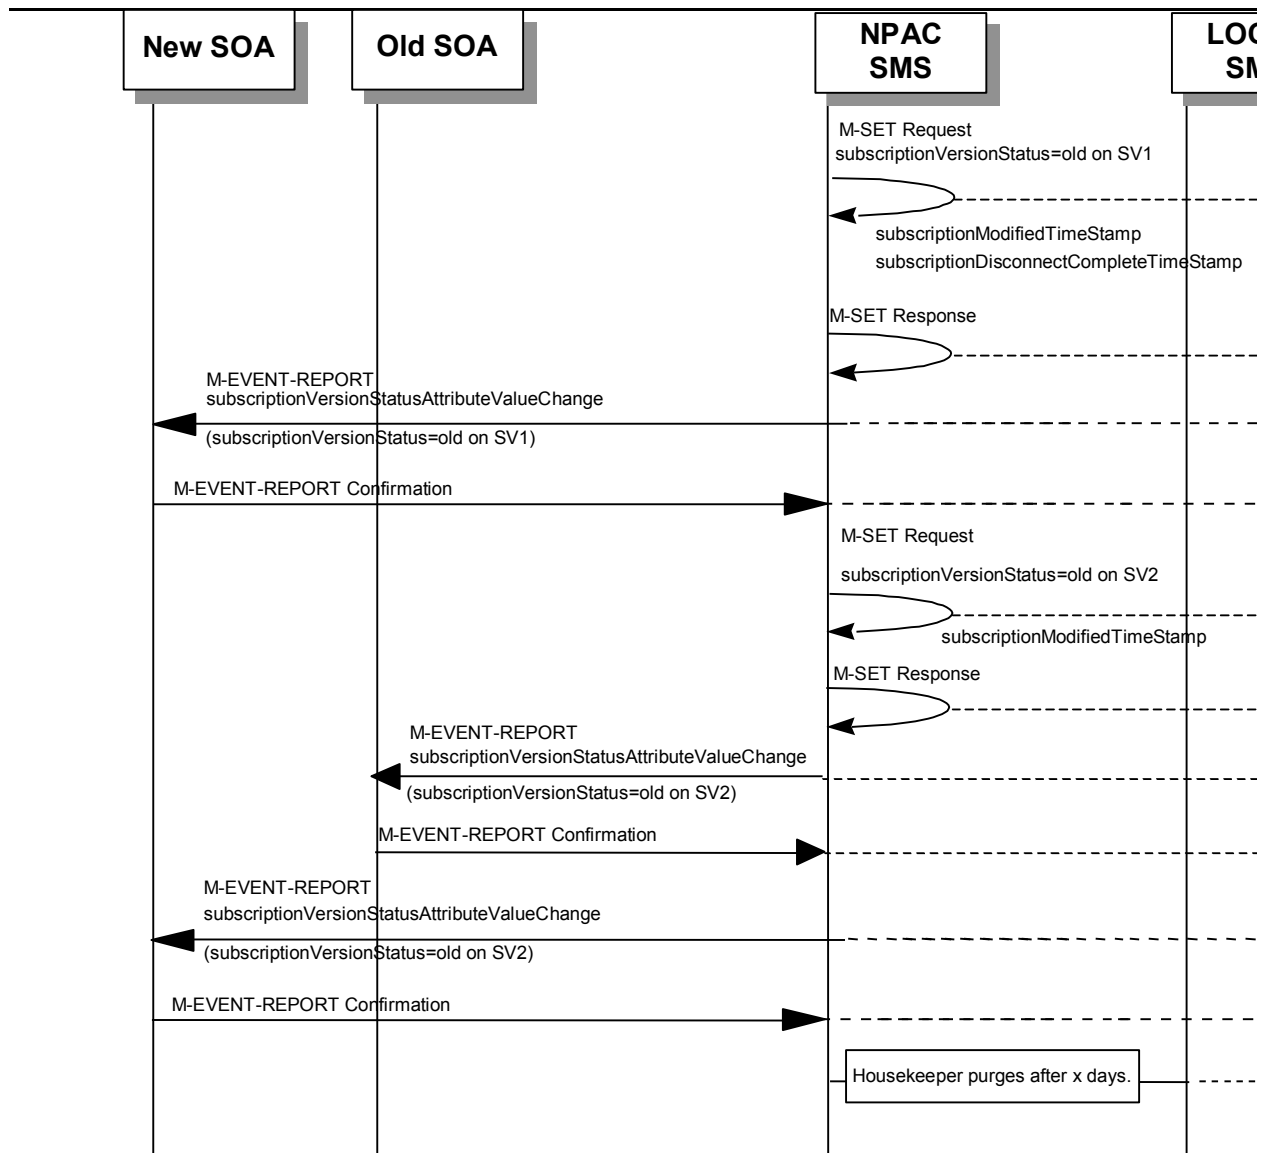 New SOA
Old SOA
NPAC
SMS
M-SET Request
subscriptionVersionStatus=old on SV1
subscriptionModifiedTimeStamp
subscriptionDisconnectCompleteTimeStamp
M-SET Response
M-EVENT-REPORT
subscriptionVersionStatusAttributeValueChange
(subscriptionVersionStatus=old on SV1)
M-EVENT-REPORT Confirmation
M-SET Request
subscriptionVersionStatus=old on SV2
subscriptionModifiedTimeStamp
M-SET Response
M-EVENT-REPORT
subscriptionVersionStatusAttributeValueChange
(subscriptionVersionStatus=old on SV2)
M-EVENT-REPORT Confirmation
M-EVENT-REPORT
subscriptionVersionStatusAttributeValueChange
(subscriptionVersionStatus=old on SV2)
M-EVENT-REPORT Confirmation
Housekeeper purges after x days.